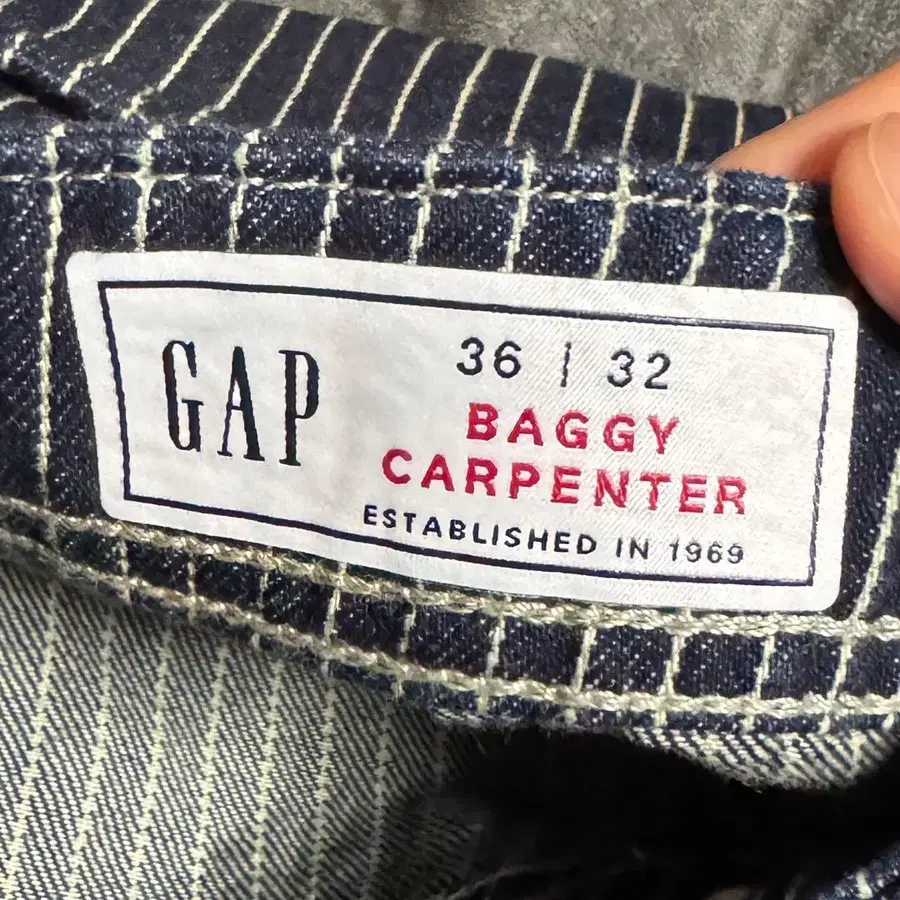 GAP
36 | 32
BAGGY
CARPENTER
ESTABLISHED IN 1969